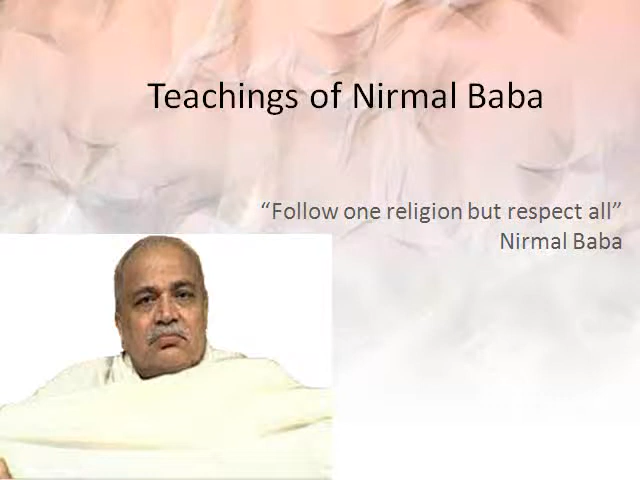 Teachings of Nirmal Baba
“Follow one religion but respect all”
Nirmal Baba